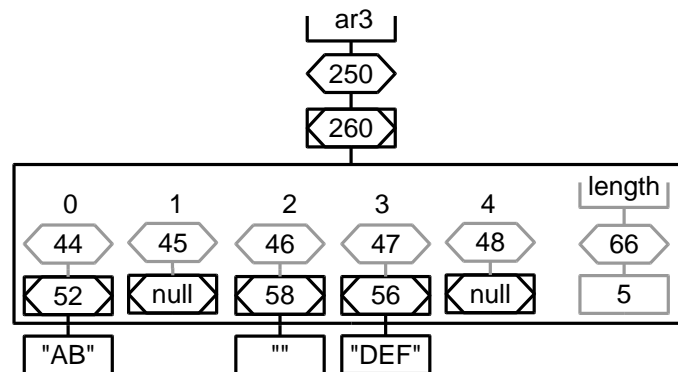 ar3
250
260
0 1 2 3 4 length
44 45 46 47 48 66
52 null 58 56 null 5
"AB" "" "DEF"